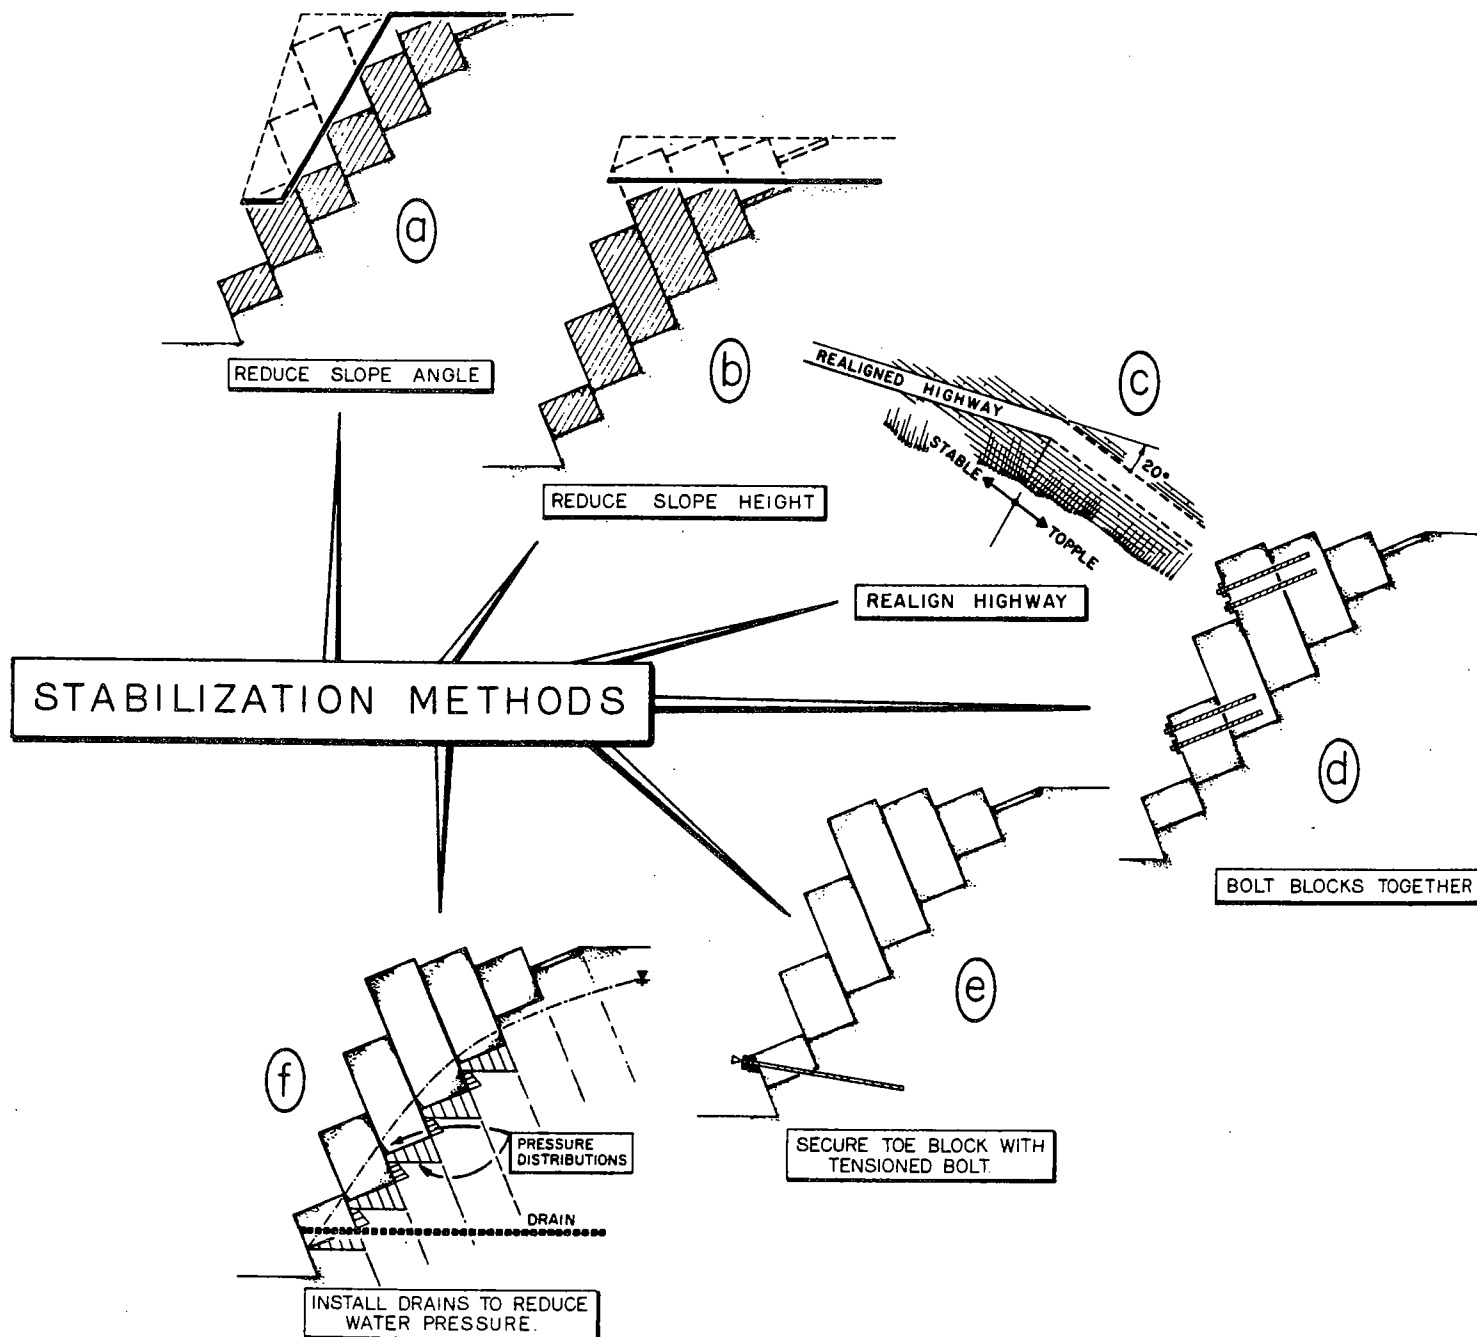 a
REDUCE SLOPE ANGLE
b
REDUCE SLOPE HEIGHT
c
REALIGNED HIGHWAY
20°
STABLE
TOPPLE
REALIGN HIGHWAY
STABILIZATION METHODS
d
BOLT BLOCKS TOGETHER
e
SECURE TOE BLOCK WITH
TENSIONED BOLT.
f
PRESSURE
DISTRIBUTIONS
DRAIN
INSTALL DRAINS TO REDUCE
WATER PRESSURE.